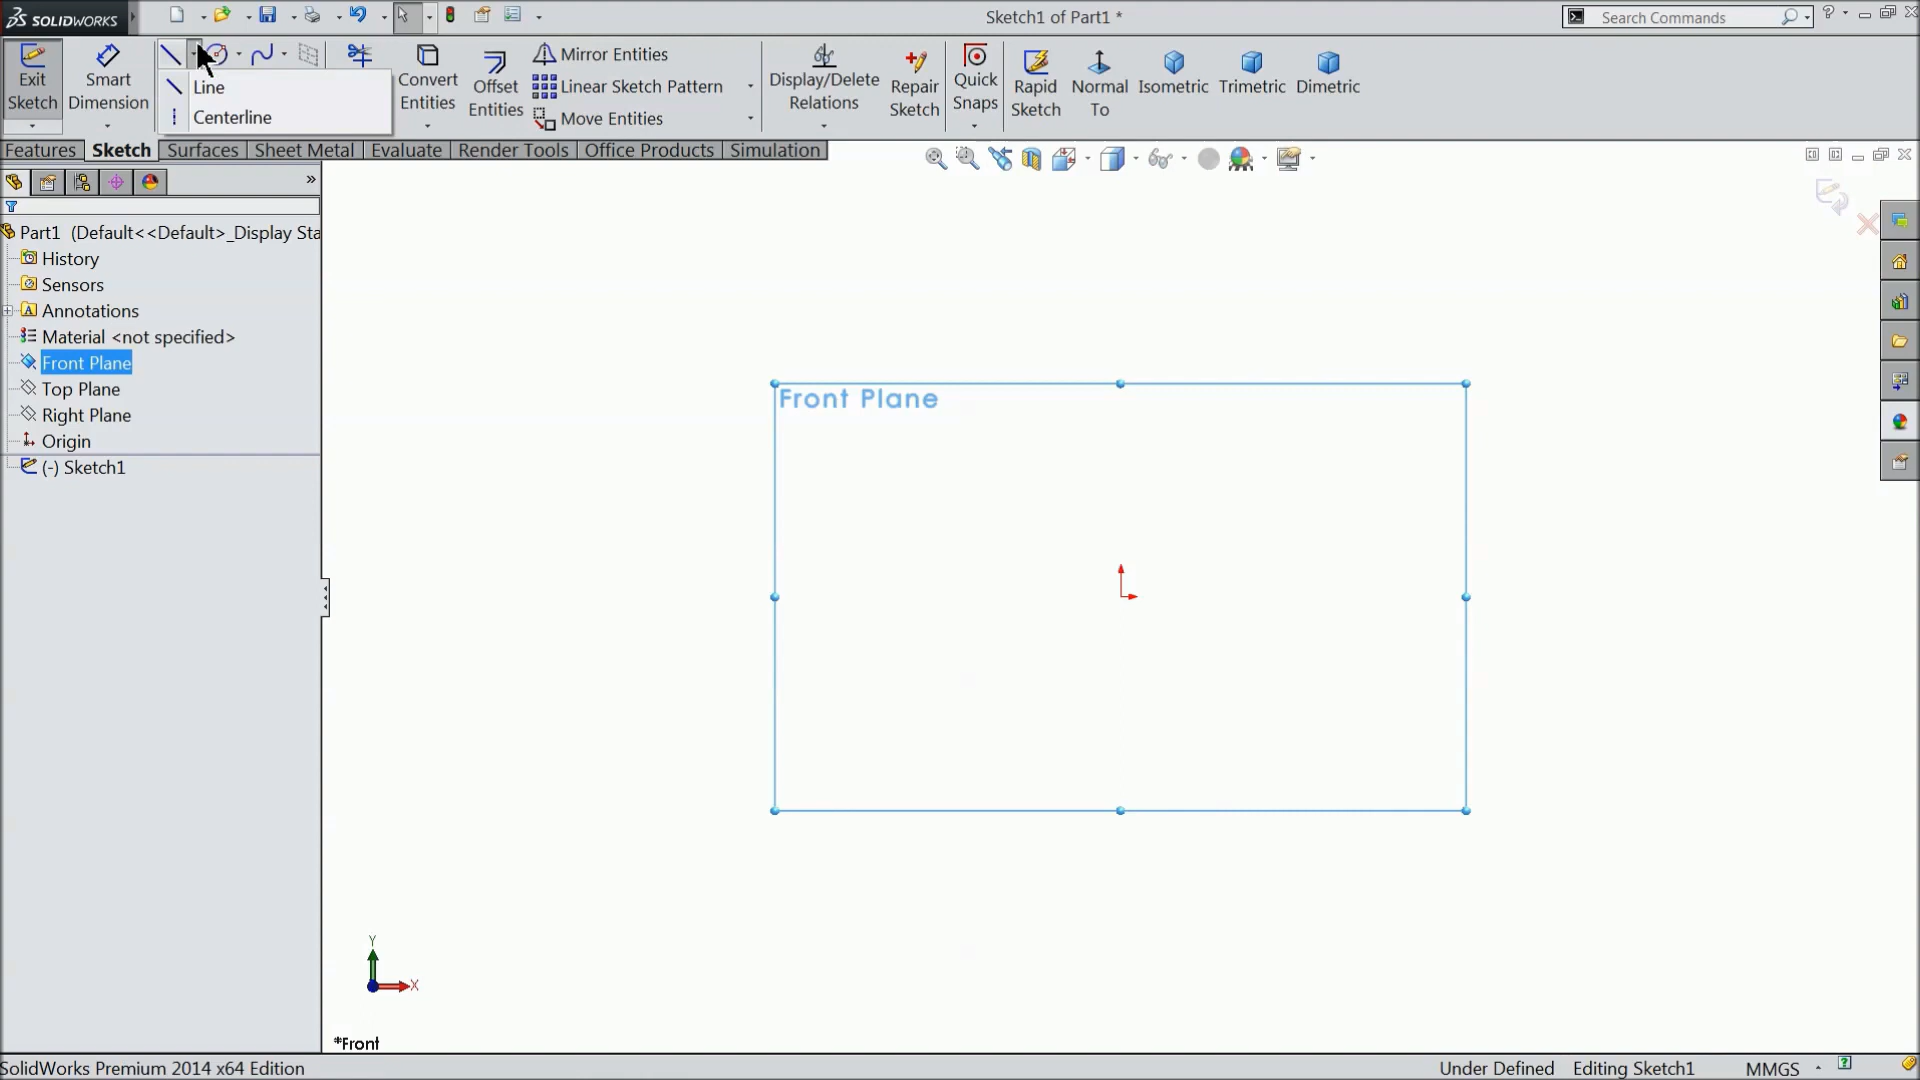 SOLIDWORKS
Sketch1 of Part1 *
Search Commands
Exit Sketch
Smart Dimension
Line
Centerline
Convert Entities
Offset Entities
Mirror Entities
Linear Sketch Pattern
Move Entities
Display/Delete Relations
Repair Sketch
Quick Snaps
Rapid Sketch
Normal To
Isometric
Trimetric
Dimetric
Features
Sketch
Surfaces
Sheet Metal
Evaluate
Render Tools
Office Products
Simulation
Part1 (Default<<Default>_Display Sta
History
Sensors
Annotations
Material <not specified>
Front Plane
Top Plane
Right Plane
Origin
(-) Sketch1
Front Plane
Y
X
*Front
SolidWorks Premium 2014 x64 Edition
Under Defined
Editing Sketch1
MMGS